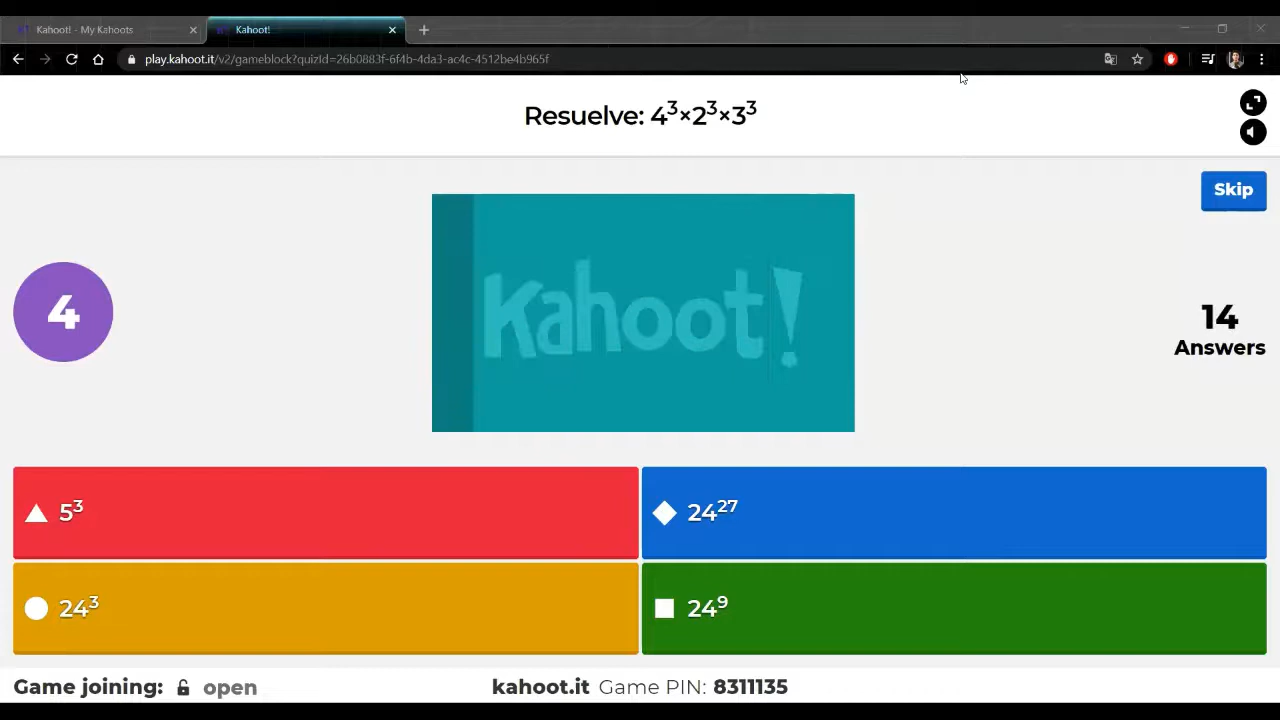 Kahoot! - My Kahoots
Kahoot!
play.kahoot.it/v2/gameblock?quizId=26b0883f-6f4b-4da3-ac4c-4512be4b965f
Resuelve: 4³×2³×3³
Skip
4
Kahoot!
14
Answers
5³
24²⁷
24³
24⁹
Game joining: open
kahoot.it Game PIN: 8311135